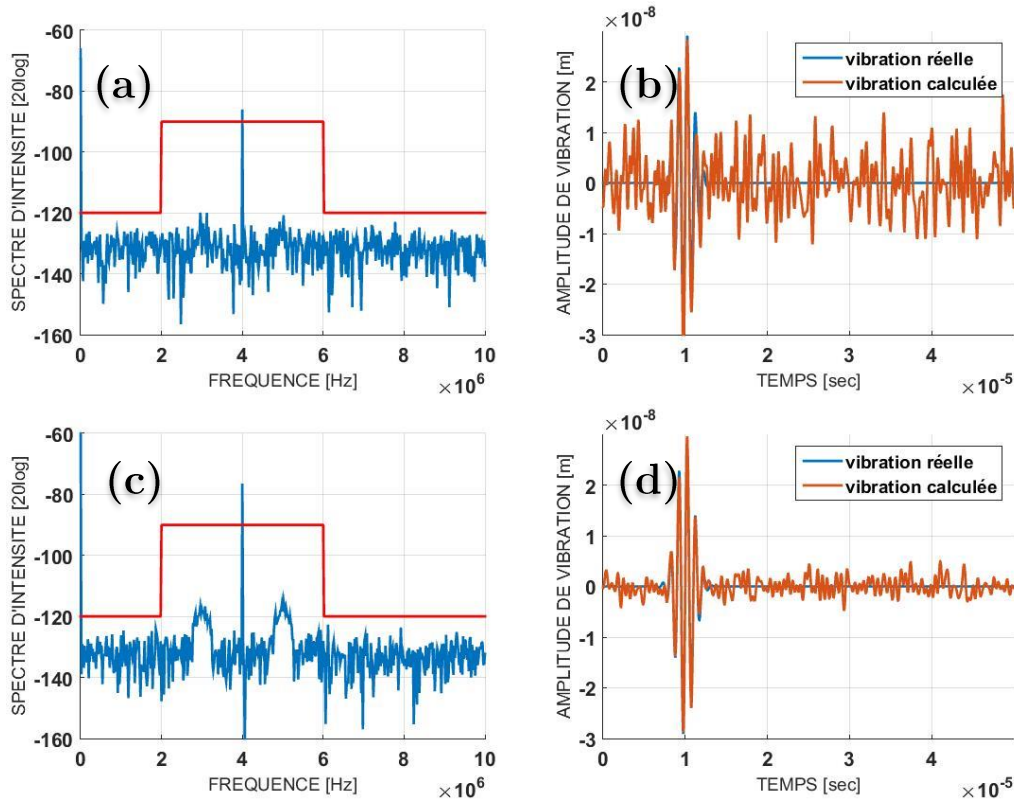 (a)
SPECTRE D'INTENSITE [20log]
-60
-80
-100
-120
-140
-160
0 2 4 6 8 10
FREQUENCE [Hz]
×10⁶
(b)
×10⁻⁸
vibration réelle
vibration calculée
AMPLITUDE DE VIBRATION [m]
2
1
0
-1
-2
-3
0 1 2 3 4
TEMPS [sec]
×10⁻⁵
(c)
SPECTRE D'INTENSITE [20log]
-60
-80
-100
-120
-140
-160
0 2 4 6 8 10
FREQUENCE [Hz]
×10⁶
(d)
×10⁻⁸
vibration réelle
vibration calculée
AMPLITUDE DE VIBRATION [m]
2
1
0
-1
-2
-3
0 1 2 3 4
TEMPS [sec]
×10⁻⁵